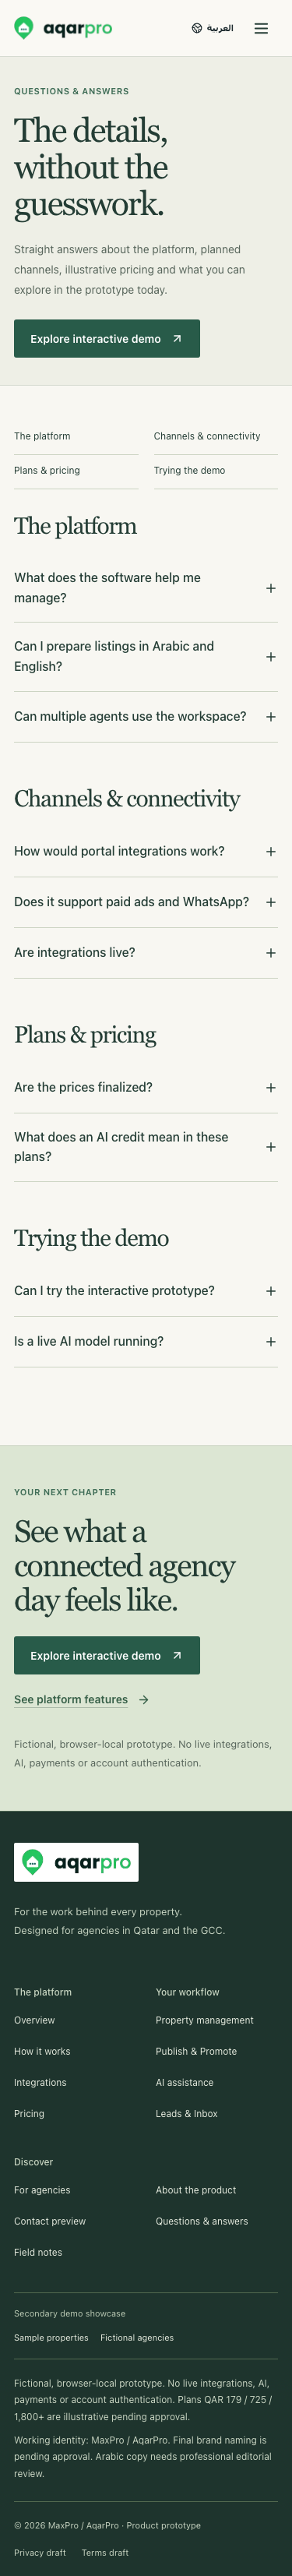 aqarpro
العربية
QUESTIONS & ANSWERS
The details,
without the
guesswork.
Straight answers about the platform, planned
channels, illustrative pricing and what you can
explore in the prototype today.
Explore interactive demo
The platform
Channels & connectivity
Plans & pricing
Trying the demo
The platform
What does the software help me
manage?
Can I prepare listings in Arabic and
English?
Can multiple agents use the workspace?
Channels & connectivity
How would portal integrations work?
Does it support paid ads and WhatsApp?
Are integrations live?
Plans & pricing
Are the prices finalized?
What does an AI credit mean in these
plans?
Trying the demo
Can I try the interactive prototype?
Is a live AI model running?
YOUR NEXT CHAPTER
See what a
connected agency
day feels like.
Explore interactive demo
See platform features
Fictional, browser-local prototype. No live integrations,
AI, payments or account authentication.
aqarpro
For the work behind every property.
Designed for agencies in Qatar and the GCC.
The platform
Overview
How it works
Integrations
Pricing
Your workflow
Property management
Publish & Promote
AI assistance
Leads & Inbox
Discover
For agencies
About the product
Contact preview
Questions & answers
Field notes
Secondary demo showcase
Sample properties
Fictional agencies
Fictional, browser-local prototype. No live integrations, AI,
payments or account authentication. Plans QAR 179 / 725 /
1,800+ are illustrative pending approval.
Working identity: MaxPro / AqarPro. Final brand naming is
pending approval. Arabic copy needs professional editorial
review.
© 2026 MaxPro / AqarPro · Product prototype
Privacy draft
Terms draft